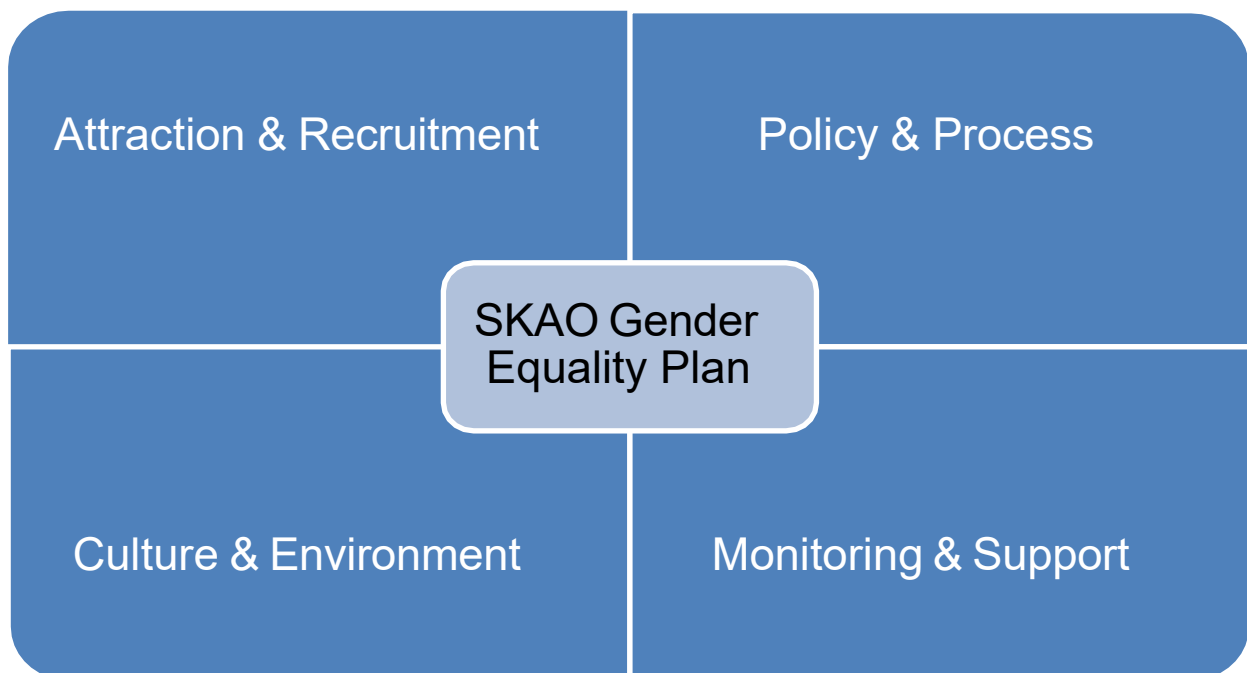 Attraction & Recruitment
Policy & Process
SKAO Gender
Equality Plan
Culture & Environment
Monitoring & Support